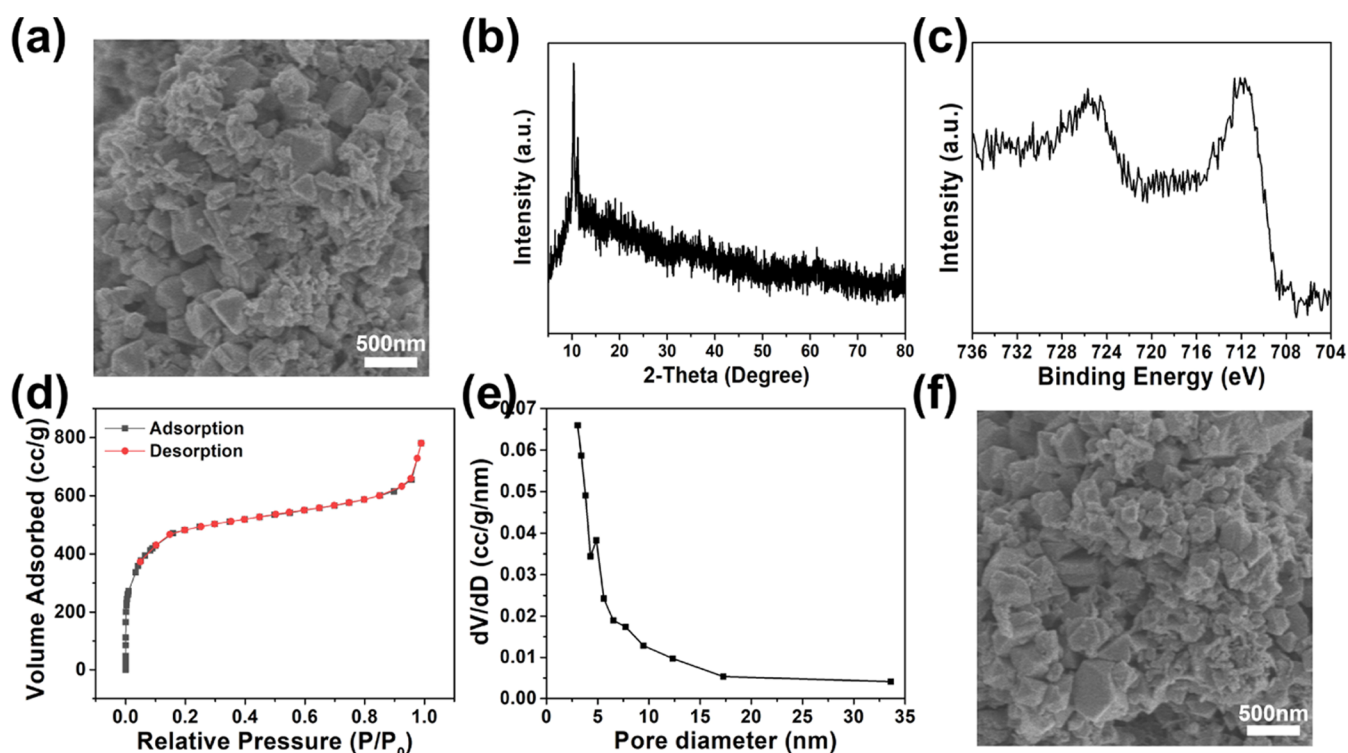 (a)
500nm
(b)
Intensity (a.u.)
10 20 30 40 50 60 70 80
2-Theta (Degree)
(c)
Intensity (a.u.)
736 732 728 724 720 716 712 708 704
Binding Energy (eV)
(d)
Volume Adsorbed (cc/g)
800
600
400
200
0
Adsorption
Desorption
0.0 0.2 0.4 0.6 0.8 1.0
Relative Pressure (P/P₀)
(e)
dV/dD (cc/g/nm)
0.07
0.06
0.05
0.04
0.03
0.02
0.01
0.00
0 5 10 15 20 25 30 35
Pore diameter (nm)
(f)
500nm